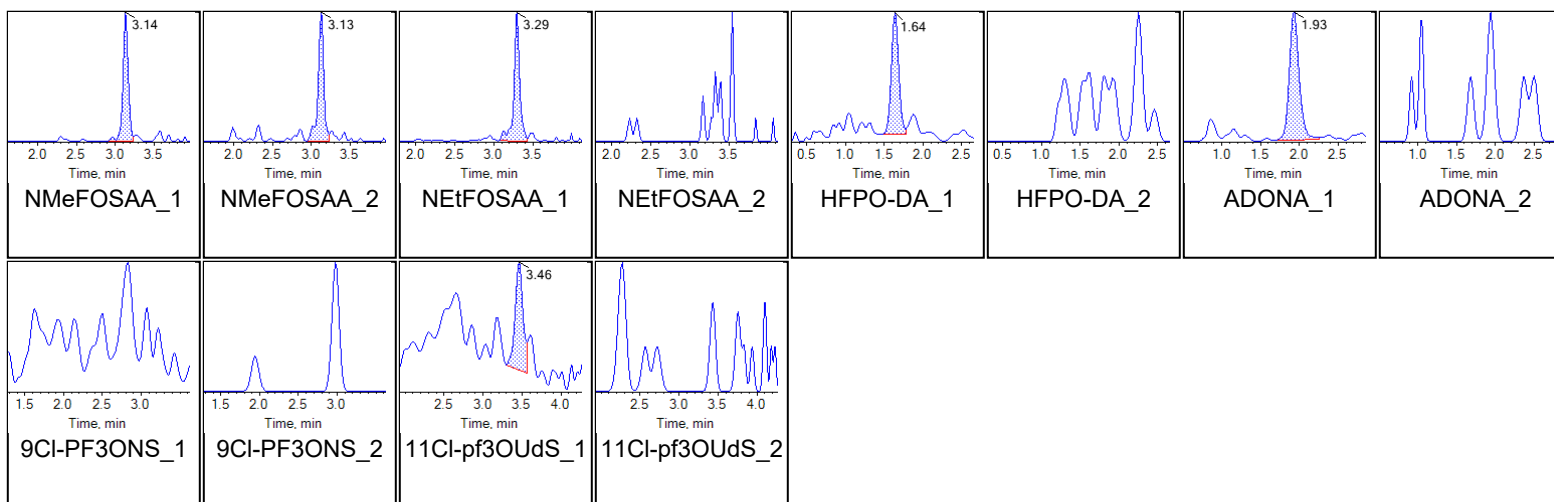 3.14
2.0 2.5 3.0 3.5
Time, min
NMeFOSAA_1
3.13
2.0 2.5 3.0 3.5
Time, min
NMeFOSAA_2
3.29
2.0 2.5 3.0 3.5
Time, min
NEtFOSAA_1
2.0 2.5 3.0 3.5
Time, min
NEtFOSAA_2
1.64
0.5 1.0 1.5 2.0 2.5
Time, min
HFPO-DA_1
0.5 1.0 1.5 2.0 2.5
Time, min
HFPO-DA_2
1.93
1.0 1.5 2.0 2.5
Time, min
ADONA_1
1.0 1.5 2.0 2.5
Time, min
ADONA_2
1.5 2.0 2.5 3.0
Time, min
9Cl-PF3ONS_1
1.5 2.0 2.5 3.0
Time, min
9Cl-PF3ONS_2
3.46
2.5 3.0 3.5 4.0
Time, min
11Cl-pf3OUdS_1
2.5 3.0 3.5 4.0
Time, min
11Cl-pf3OUdS_2